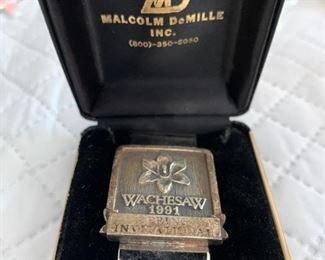 MALCOLM DeMILLE
INC.
(800)-350-5050
WACHESAW
1991
INVITATIONAL